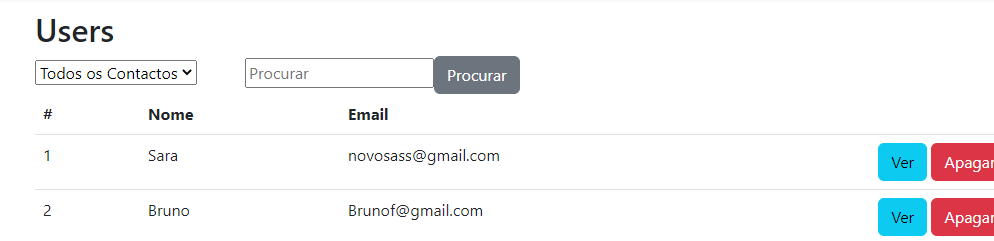 Users
Todos os Contactos Procurar Procurar
# Nome Email
1 Sara novosass@gmail.com Ver Apagar
2 Bruno Brunof@gmail.com Ver Apagar